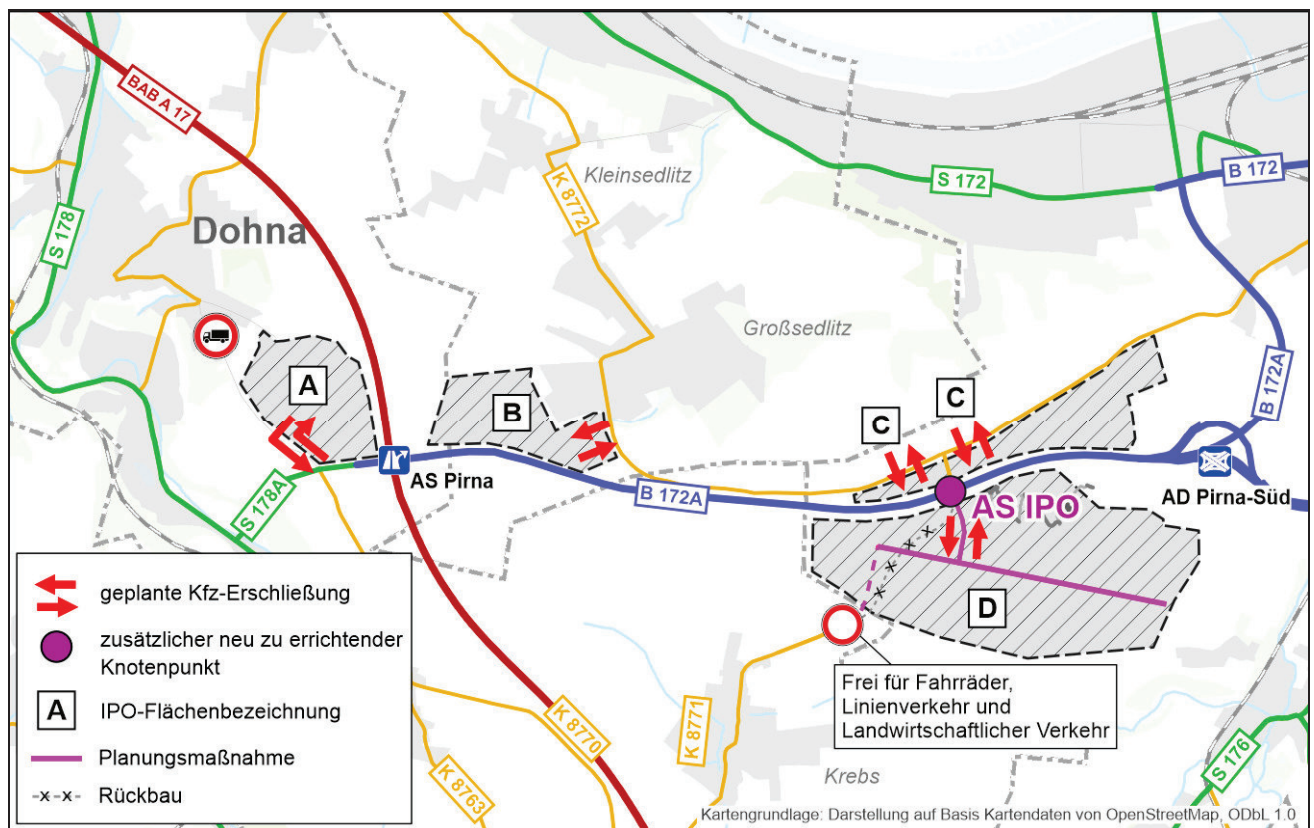 BAB A 17
S 178
Dohna
Kleinsedlitz
K 8772
S 172
B 172
Großsedlitz
A
B
C
C
B 172A
AS Pirna
S 178A
B 172A
AS IPO
AD Pirna-Süd
D
Frei für Fahrräder,
Linienverkehr und
Landwirtschaftlicher Verkehr
K 8771
K 8770
K 8763
Krebs
S 176
geplante Kfz-Erschließung
zusätzlicher neu zu errichtender
Knotenpunkt
A
IPO-Flächenbezeichnung
Planungsmaßnahme
Rückbau
Kartengrundlage: Darstellung auf Basis Kartendaten von OpenStreetMap, ODbL 1.0